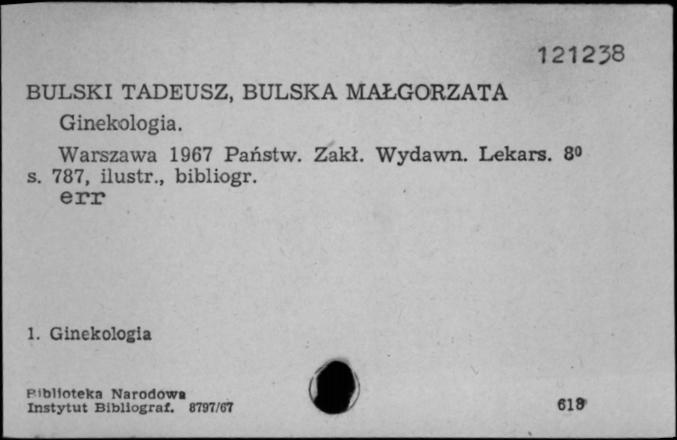 121238
BULSKI TADEUSZ, BULSKA MAŁGORZATA
Ginekologia.
Warszawa 1967 Państw. Zakł. Wydawn. Lekars. 8⁰
s. 787, ilustr., bibliogr.
err
1. Ginekologia
Biblioteka Narodowa
Instytut Bibliograf. 8797/67
618